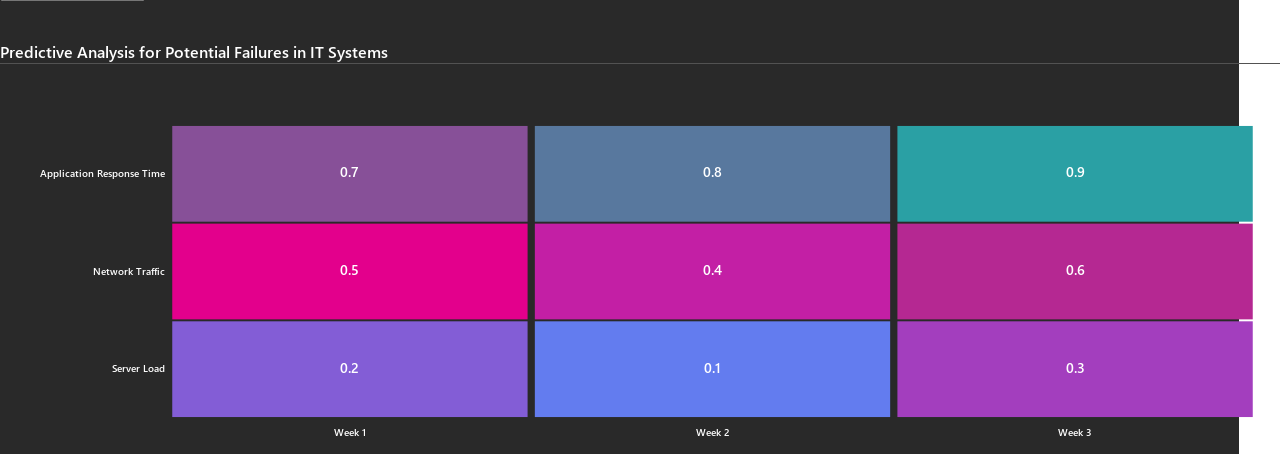 Predictive Analysis for Potential Failures in IT Systems
Application Response Time 0.7 0.8 0.9
Network Traffic 0.5 0.4 0.6
Server Load 0.2 0.1 0.3
Week 1 Week 2 Week 3